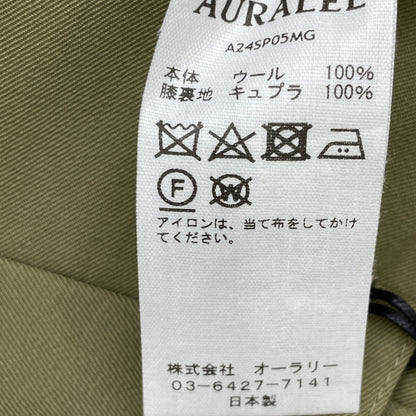 AURALEE
A24SP05MG
本体 ウール 100%
膝裏地 キュプラ 100%
F
W
アイロンは、当て布をしてかけ
てください。
株式会社 オーラリー
03-6427-7141
日本製